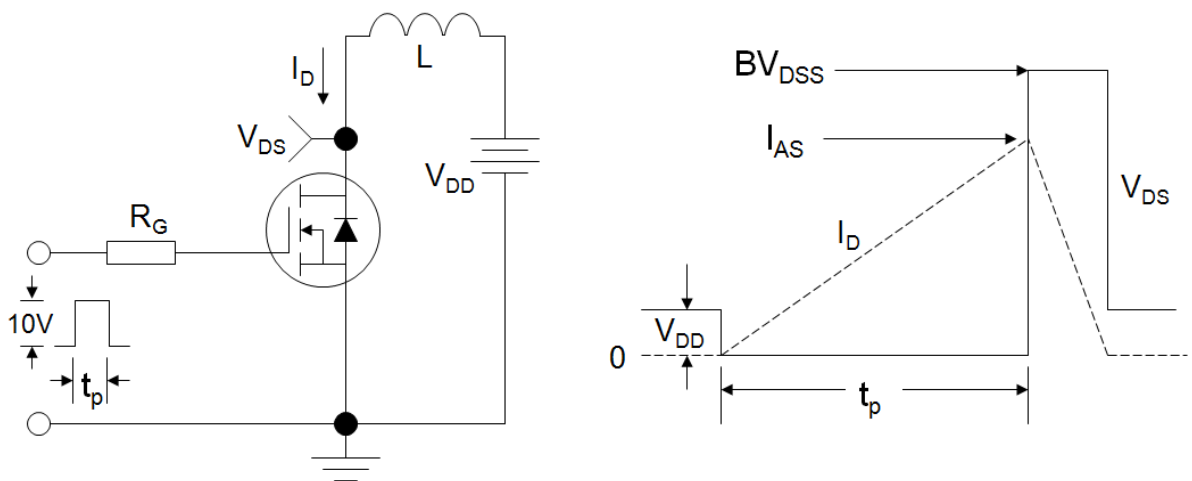 I_D
L
V_DS
V_DD
R_G
10V
t_p
BV_DSS
I_AS
V_DS
I_D
V_DD
0
t_p